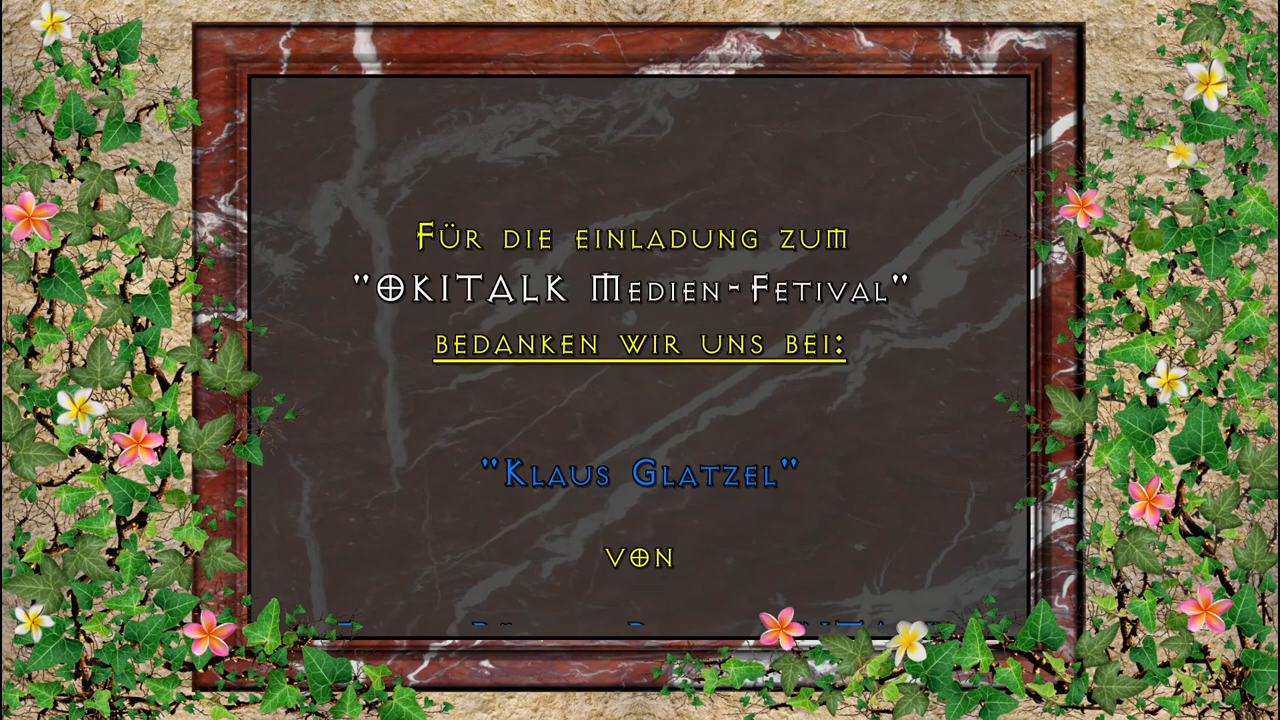 Für die einladung zum
"OKITALK Medien-Fetival"
bedanken wir uns bei:
"Klaus Glatzel"
von